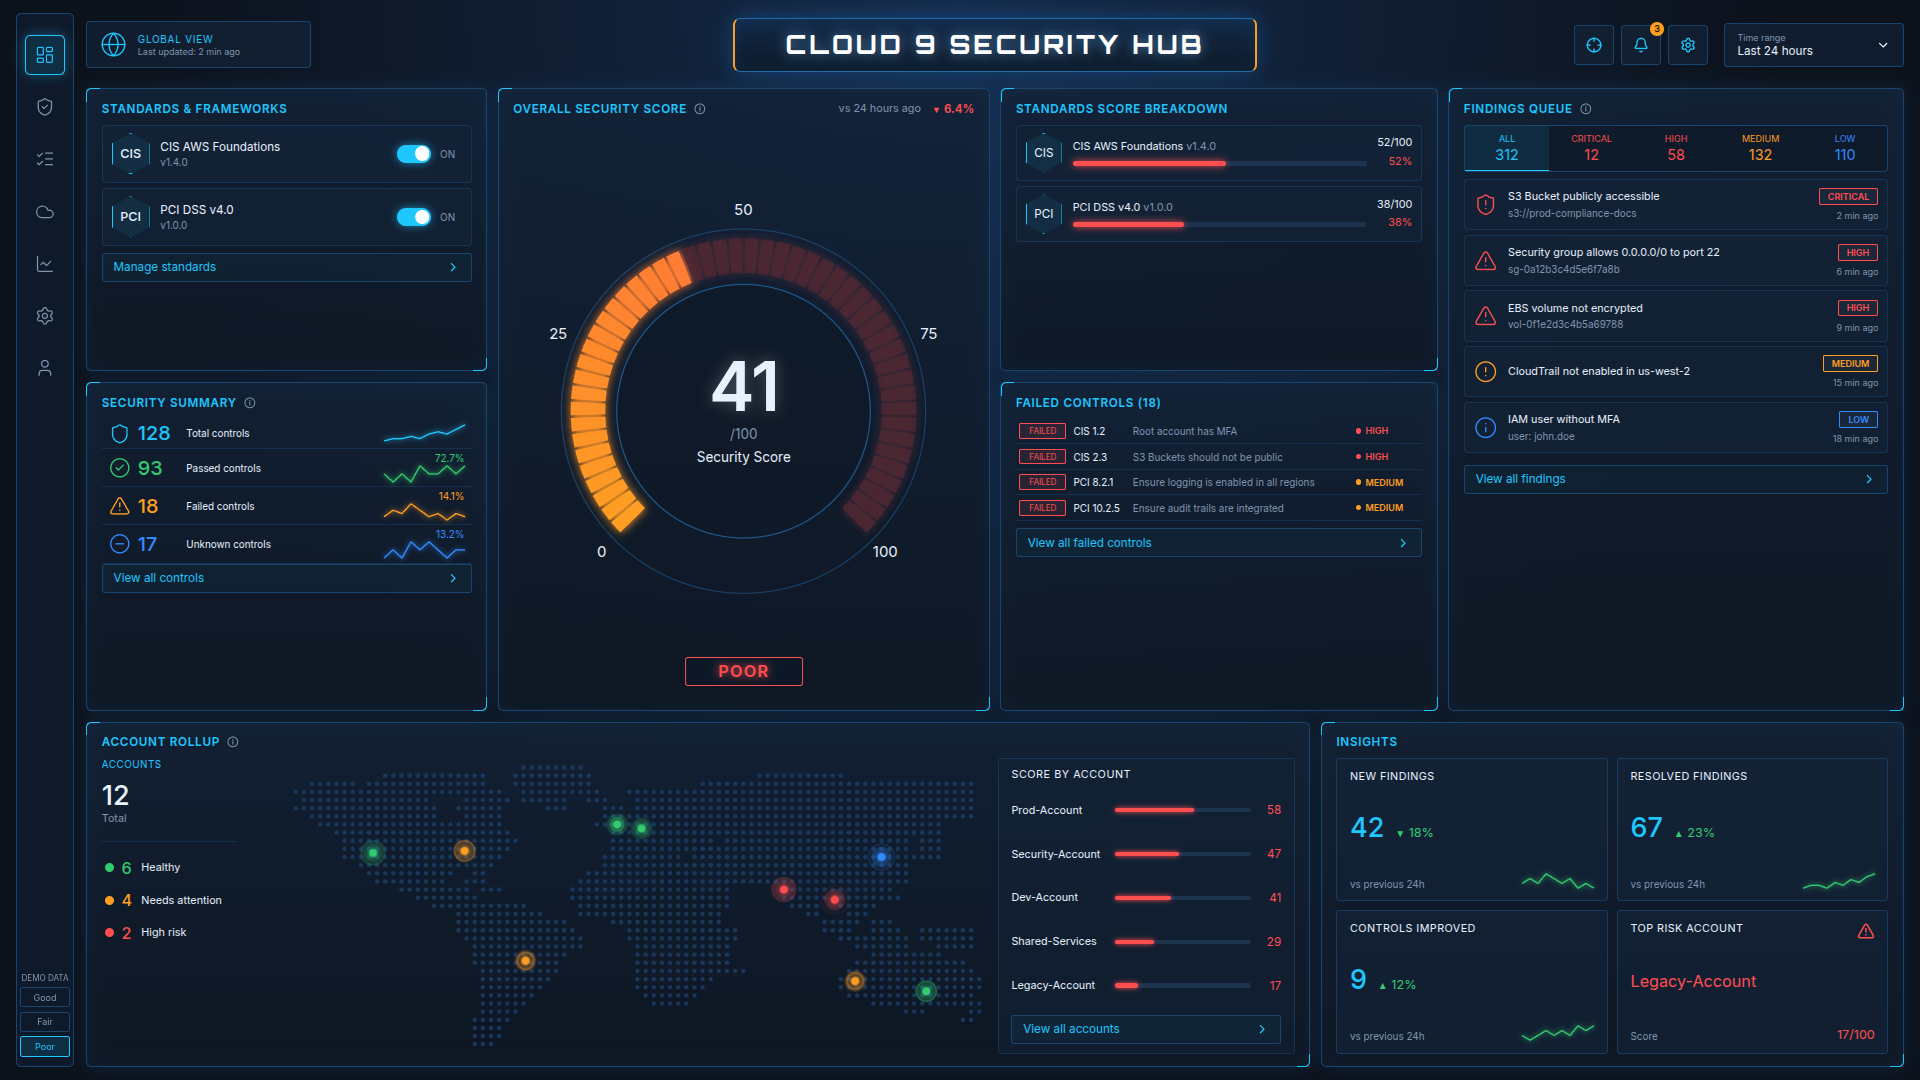 GLOBAL VIEW
Last updated: 2 min ago
CLOUD 9 SECURITY HUB
3
Time range
Last 24 hours
STANDARDS & FRAMEWORKS
CIS
CIS AWS Foundations
v1.4.0
ON
PCI
PCI DSS v4.0
v1.0.0
ON
Manage standards
SECURITY SUMMARY
128 Total controls
93 Passed controls 72.7%
18 Failed controls 14.1%
17 Unknown controls 13.2%
View all controls
OVERALL SECURITY SCORE
vs 24 hours ago ▼ 6.4%
50
25
75
41
/100
Security Score
0
100
POOR
STANDARDS SCORE BREAKDOWN
CIS
CIS AWS Foundations v1.4.0
52/100
52%
PCI
PCI DSS v4.0 v1.0.0
38/100
38%
FAILED CONTROLS (18)
FAILED CIS 1.2 Root account has MFA HIGH
FAILED CIS 2.3 S3 Buckets should not be public HIGH
FAILED PCI 8.2.1 Ensure logging is enabled in all regions MEDIUM
FAILED PCI 10.2.5 Ensure audit trails are integrated MEDIUM
View all failed controls
FINDINGS QUEUE
ALL CRITICAL HIGH MEDIUM LOW
312 12 58 132 110
S3 Bucket publicly accessible CRITICAL
s3://prod-compliance-docs 2 min ago
Security group allows 0.0.0.0/0 to port 22 HIGH
sg-0a12b3c4d5e6f7a8b 6 min ago
EBS volume not encrypted HIGH
vol-0f1e2d3c4b5a69788 9 min ago
CloudTrail not enabled in us-west-2 MEDIUM
15 min ago
IAM user without MFA LOW
user: john.doe 18 min ago
View all findings
ACCOUNT ROLLUP
ACCOUNTS
12
Total
6 Healthy
4 Needs attention
2 High risk
SCORE BY ACCOUNT
Prod-Account 58
Security-Account 47
Dev-Account 41
Shared-Services 29
Legacy-Account 17
View all accounts
INSIGHTS
NEW FINDINGS
42 ▼ 18%
vs previous 24h
RESOLVED FINDINGS
67 ▲ 23%
vs previous 24h
CONTROLS IMPROVED
9 ▲ 12%
vs previous 24h
TOP RISK ACCOUNT
Legacy-Account
Score 17/100
DEMO DATA
Good
Fair
Poor